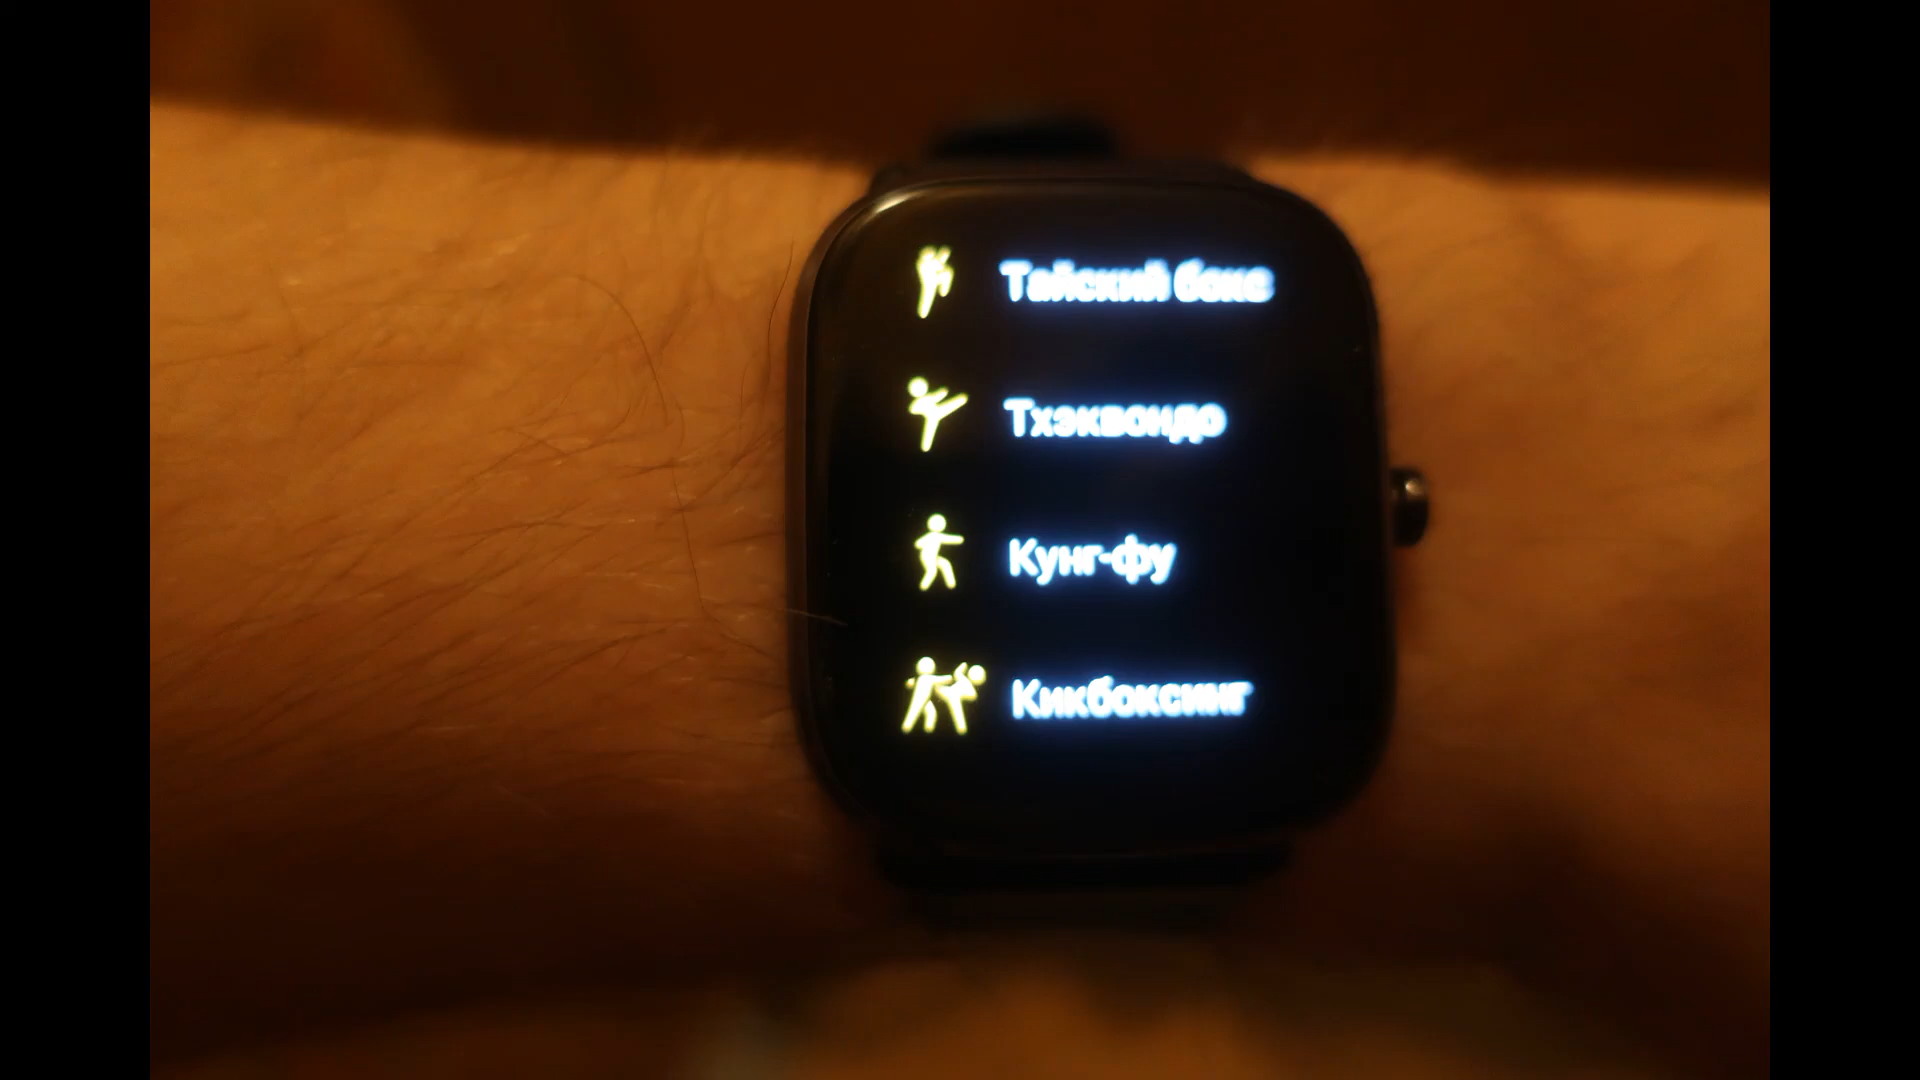 Тайский бокс
Тхэквондо
Кунг-фу
Кикбоксинг